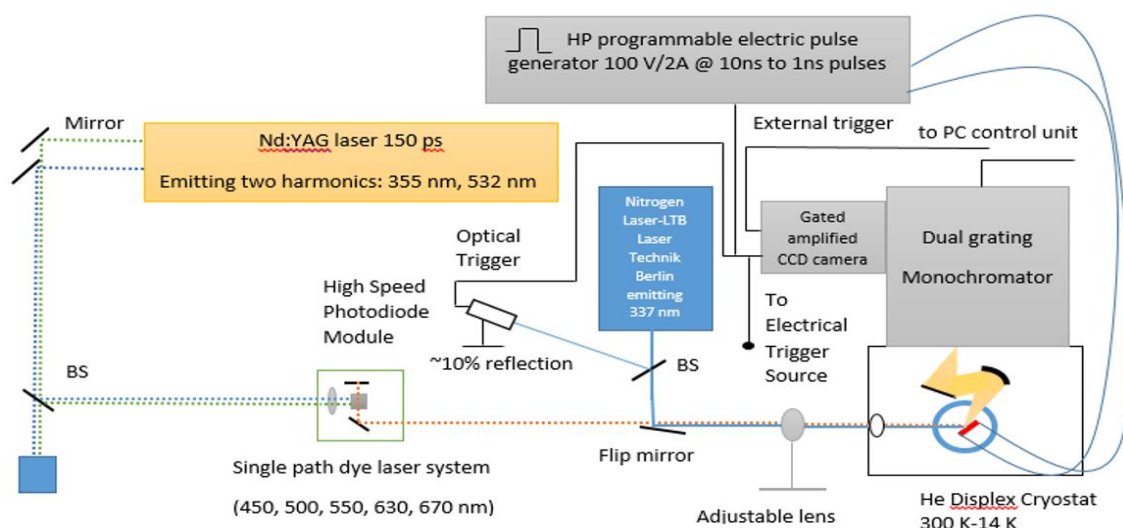 HP programmable electric pulse
generator 100 V/2A @ 10ns to 1ns pulses
Mirror
Nd:YAG laser 150 ps
Emitting two harmonics: 355 nm, 532 nm
External trigger
to PC control unit
Nitrogen
Laser-LTB
Laser
Technik
Berlin
emitting
337 nm
Gated
amplified
CCD camera
Dual grating
Monochromator
Optical
Trigger
High Speed
Photodiode
Module
~10% reflection
BS
To
Electrical
Trigger
Source
BS
Single path dye laser system
(450, 500, 550, 630, 670 nm)
Flip mirror
Adjustable lens
He Displex Cryostat
300 K-14 K